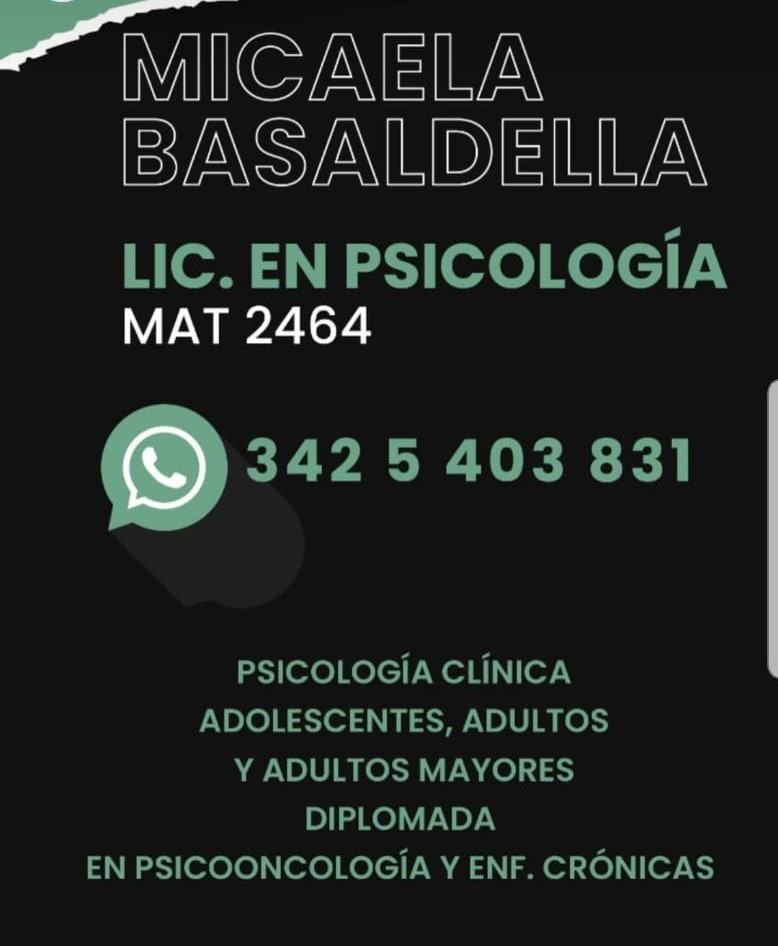 MICAELA
BASALDELLA
LIC. EN PSICOLOGÍA
MAT 2464
342 5 403 831
PSICOLOGÍA CLÍNICA
ADOLESCENTES, ADULTOS
Y ADULTOS MAYORES
DIPLOMADA
EN PSICOONCOLOGÍA Y ENF. CRÓNICAS